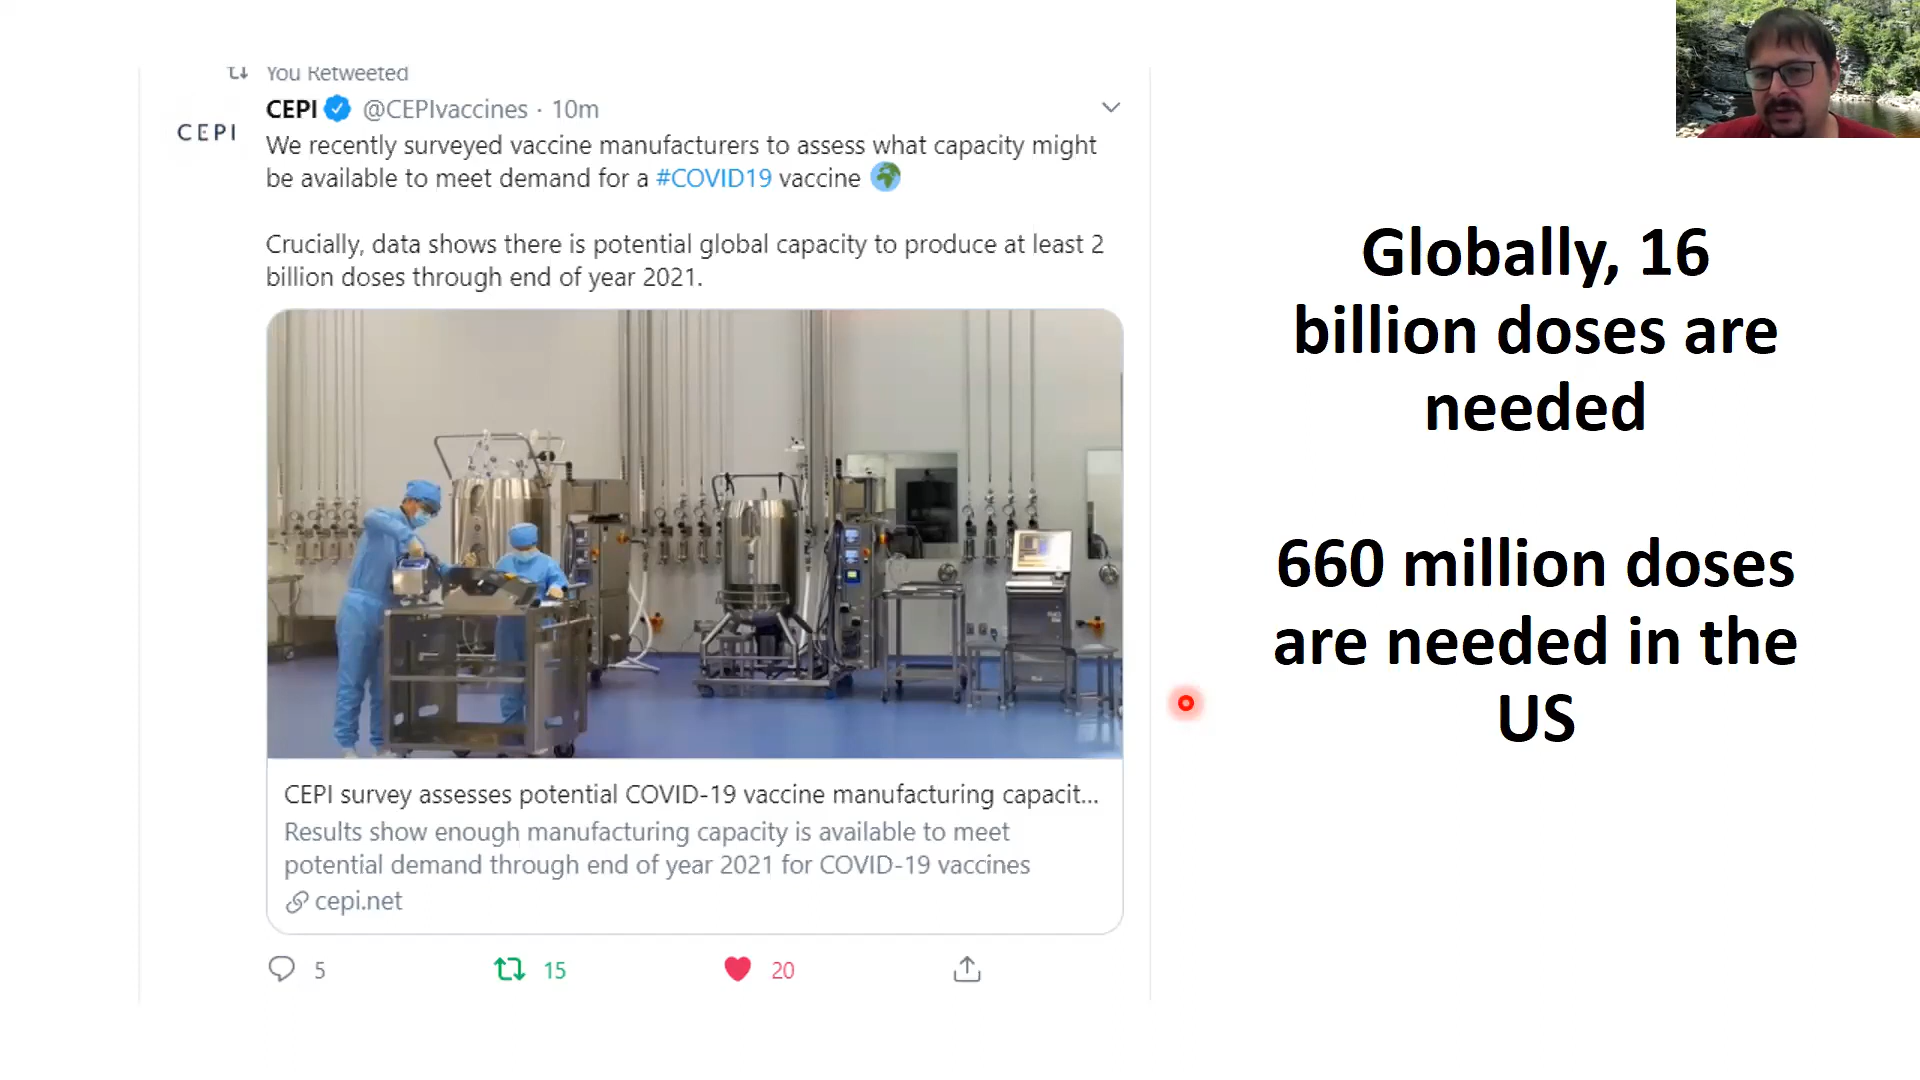 You Retweeted
CEPI @CEPIvaccines · 10m
CEPI
We recently surveyed vaccine manufacturers to assess what capacity might
be available to meet demand for a #COVID19 vaccine
Crucially, data shows there is potential global capacity to produce at least 2
billion doses through end of year 2021.
CEPI survey assesses potential COVID-19 vaccine manufacturing capacit...
Results show enough manufacturing capacity is available to meet
potential demand through end of year 2021 for COVID-19 vaccines
cepi.net
5 15 20
Globally, 16
billion doses are
needed
660 million doses
are needed in the
US